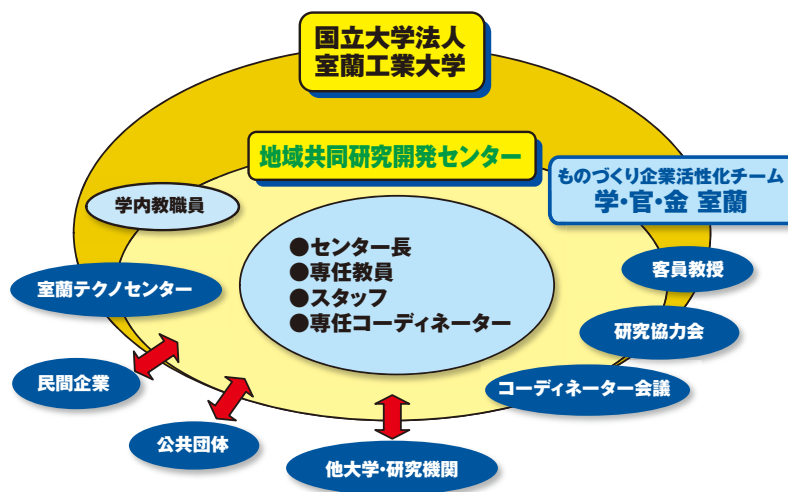 国立大学法人
室蘭工業大学
地域共同研究開発センター
ものづくり企業活性化チーム
学・官・金 室蘭
学内教職員
●センター長
●専任教員
●スタッフ
●専任コーディネーター
客員教授
室蘭テクノセンター
研究協力会
民間企業
コーディネーター会議
公共団体
他大学・研究機関